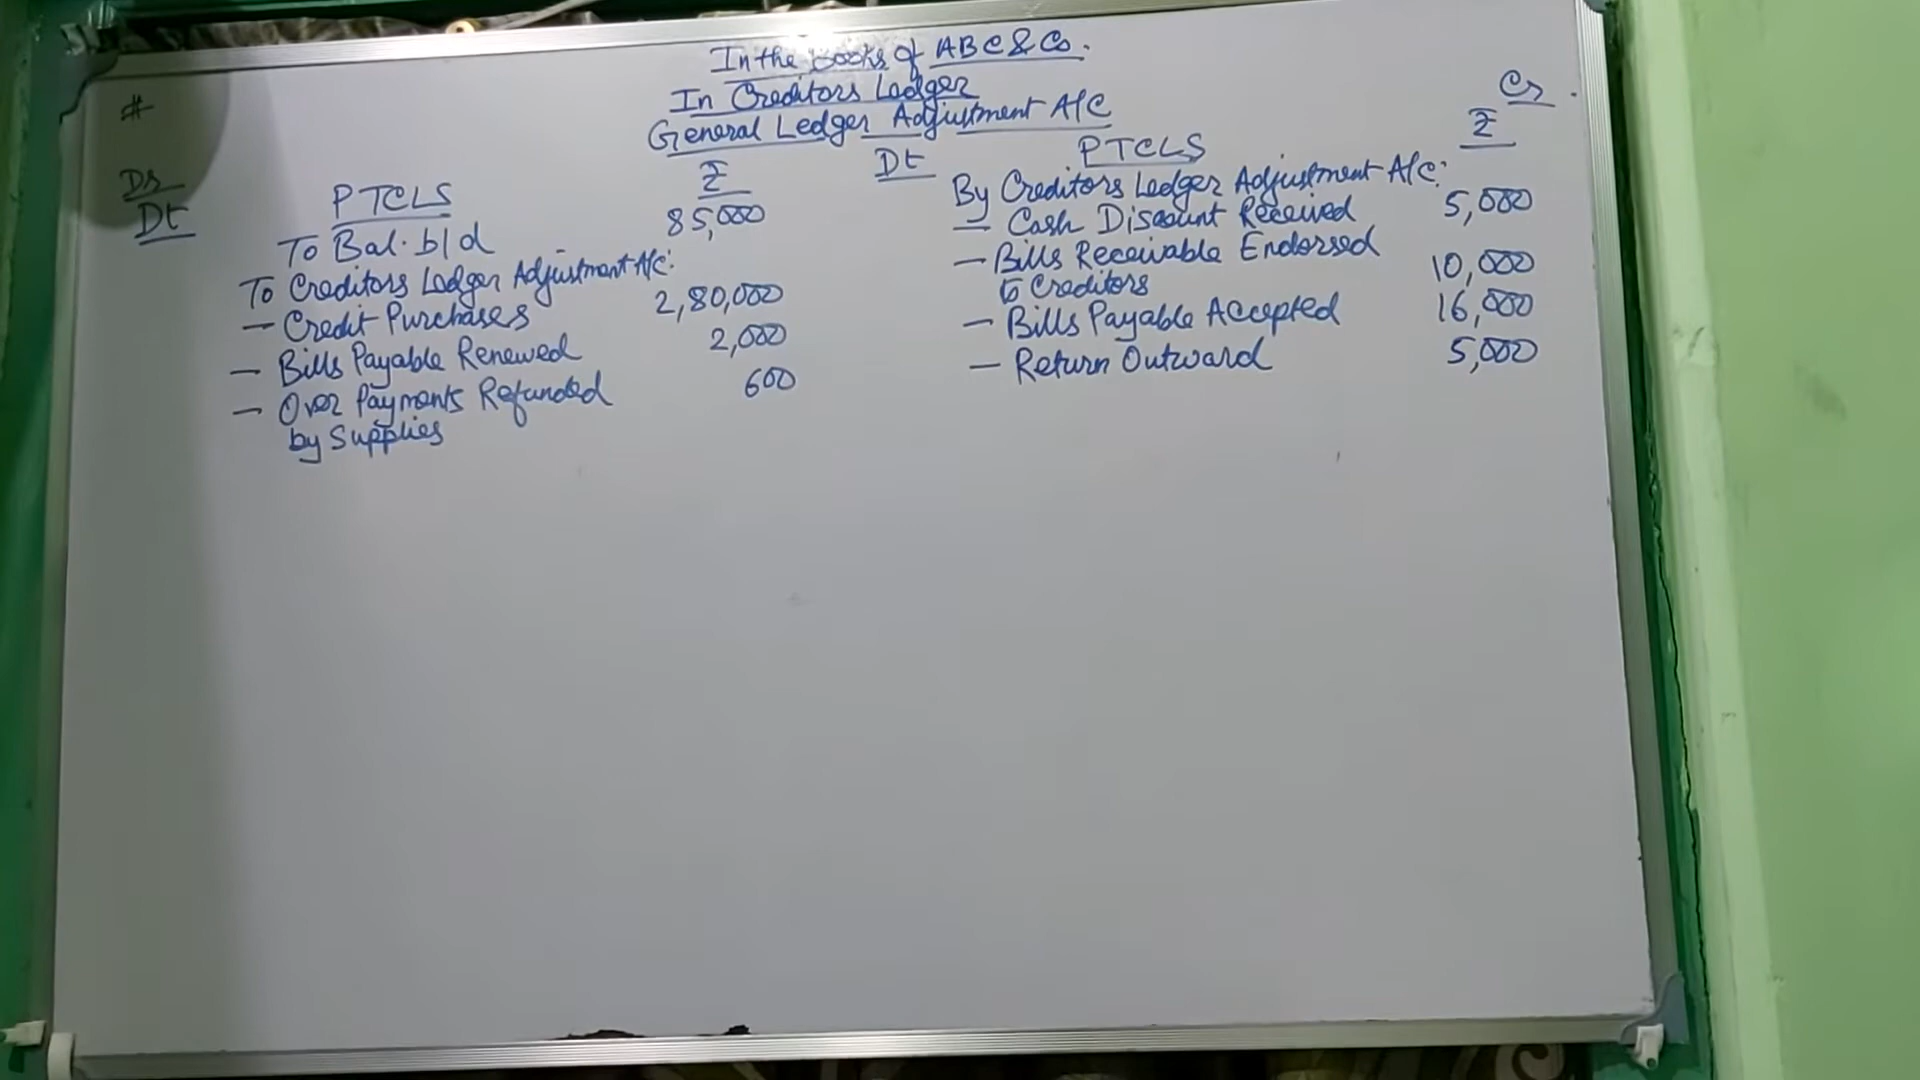 In the books of ABC & Co.
In Creditors Ledger
General Ledger Adjustment A/C
#
Dr
Cr.
Dt PTCLS ₹
Dt PTCLS ₹
To Bal. b/d 85,000
To Creditors Ledger Adjustment A/c:
— Credit Purchases 2,80,000
— Bills Payable Renewed 2,000
— Over Payments Refunded 600
by Supplies
By Creditors Ledger Adjustment A/c:
— Cash Discount Received 5,000
— Bills Receivable Endorsed
to Creditors 10,000
— Bills Payable Accepted 16,000
— Return Outward 5,000